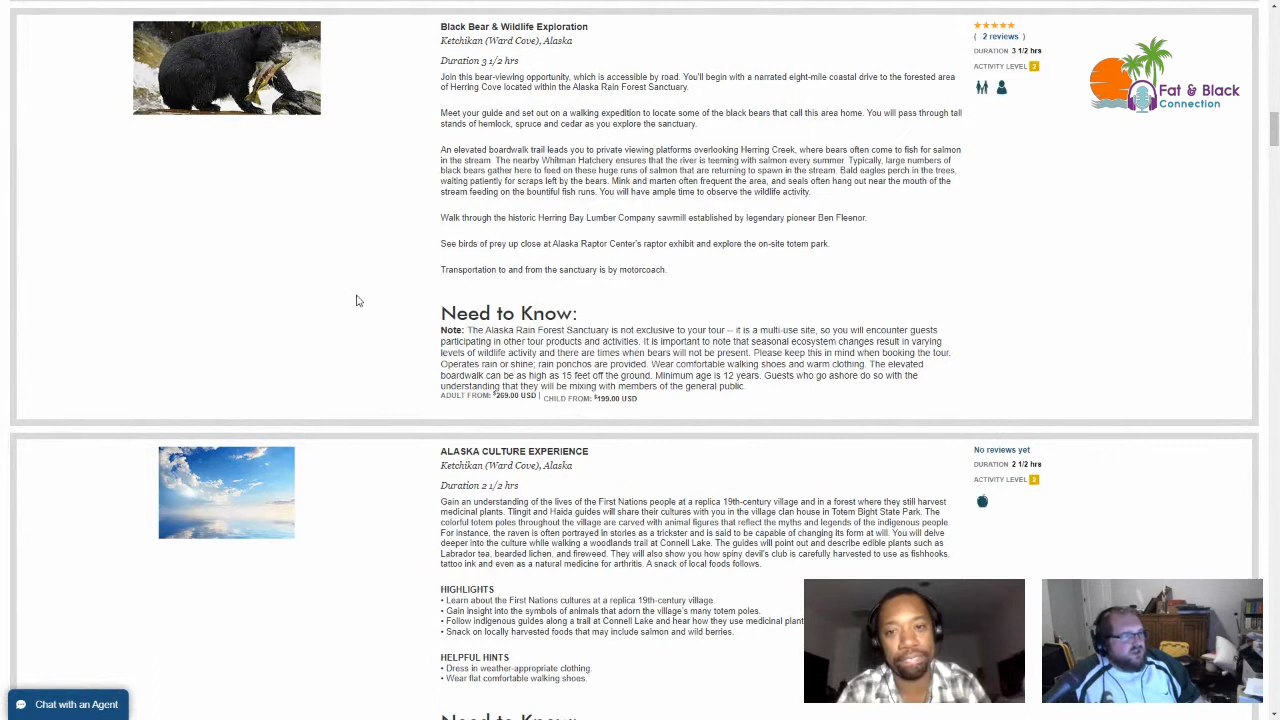 Black Bear & Wildlife Exploration
Ketchikan (Ward Cove), Alaska
Duration 3 1/2 hrs
Join this bear-viewing opportunity, which is accessible by road. You'll begin with a narrated eight-mile coastal drive to the forested area
of Herring Cove located within the Alaska Rain Forest Sanctuary.
Meet your guide and set out on a walking expedition to locate some of the black bears that call this area home. You will pass through tall
stands of hemlock, spruce and cedar as you explore the sanctuary.
An elevated boardwalk trail leads you to private viewing platforms overlooking Herring Creek, where bears often come to fish for salmon
in the stream. The nearby Whitman Hatchery ensures that the river is teeming with salmon every summer. Typically, large numbers of
black bears gather here to feed on these huge runs of salmon that are returning to spawn in the stream. Bald eagles perch in the trees,
waiting patiently for scraps left by the bears. Mink and marten often frequent the area, and seals often hang out near the mouth of the
stream feeding on the bountiful fish runs. You will have ample time to observe the wildlife activity.
Walk through the historic Herring Bay Lumber Company sawmill established by legendary pioneer Ben Fleenor.
See birds of prey up close at Alaska Raptor Center's raptor exhibit and explore the on-site totem park.
Transportation to and from the sanctuary is by motorcoach.
Need to Know:
Note: The Alaska Rain Forest Sanctuary is not exclusive to your tour -- it is a multi-use site, so you will encounter guests
participating in other tour products and activities. It is important to note that seasonal ecosystem changes result in varying
levels of wildlife activity and there are times when bears will not be present. Please keep this in mind when booking the tour.
Operates rain or shine; rain ponchos are provided. Wear comfortable walking shoes and warm clothing. The elevated
boardwalk can be as high as 15 feet off the ground. Minimum age is 12 years. Guests who go ashore do so with the
understanding that they will be mixing with members of the general public.
ADULT FROM: $269.00 USD | CHILD FROM: $199.00 USD
( 2 reviews )
DURATION 3 1/2 hrs
ACTIVITY LEVEL 2
Fat & Black
Connection
ALASKA CULTURE EXPERIENCE
Ketchikan (Ward Cove), Alaska
Duration 2 1/2 hrs
Gain an understanding of the lives of the First Nations people at a replica 19th-century village and in a forest where they still harvest
medicinal plants. Tlingit and Haida guides will share their cultures with you in the village clan house in Totem Bight State Park. The
colorful totem poles throughout the village are carved with animal figures that reflect the myths and legends of the indigenous people.
For instance, the raven is often portrayed in stories as a trickster and is said to be capable of changing its form at will. You will delve
deeper into the culture while walking a woodlands trail at Connell Lake. The guides will point out and describe edible plants such as
Labrador tea, bearded lichen, and fireweed. They will also show you how spiny devil's club is carefully harvested to use as fishhooks,
tattoo ink and even as a natural medicine for arthritis. A snack of local foods follows.
HIGHLIGHTS
• Learn about the First Nations cultures at a replica 19th-century village.
• Gain insight into the symbols of animals that adorn the village's many totem poles.
• Follow indigenous guides along a trail at Connell Lake and hear how they use medicinal plant
• Snack on locally harvested foods that may include salmon and wild berries.
HELPFUL HINTS
• Dress in weather-appropriate clothing.
• Wear flat comfortable walking shoes.
No reviews yet
DURATION 2 1/2 hrs
ACTIVITY LEVEL 2
Chat with an Agent
Need to Know: